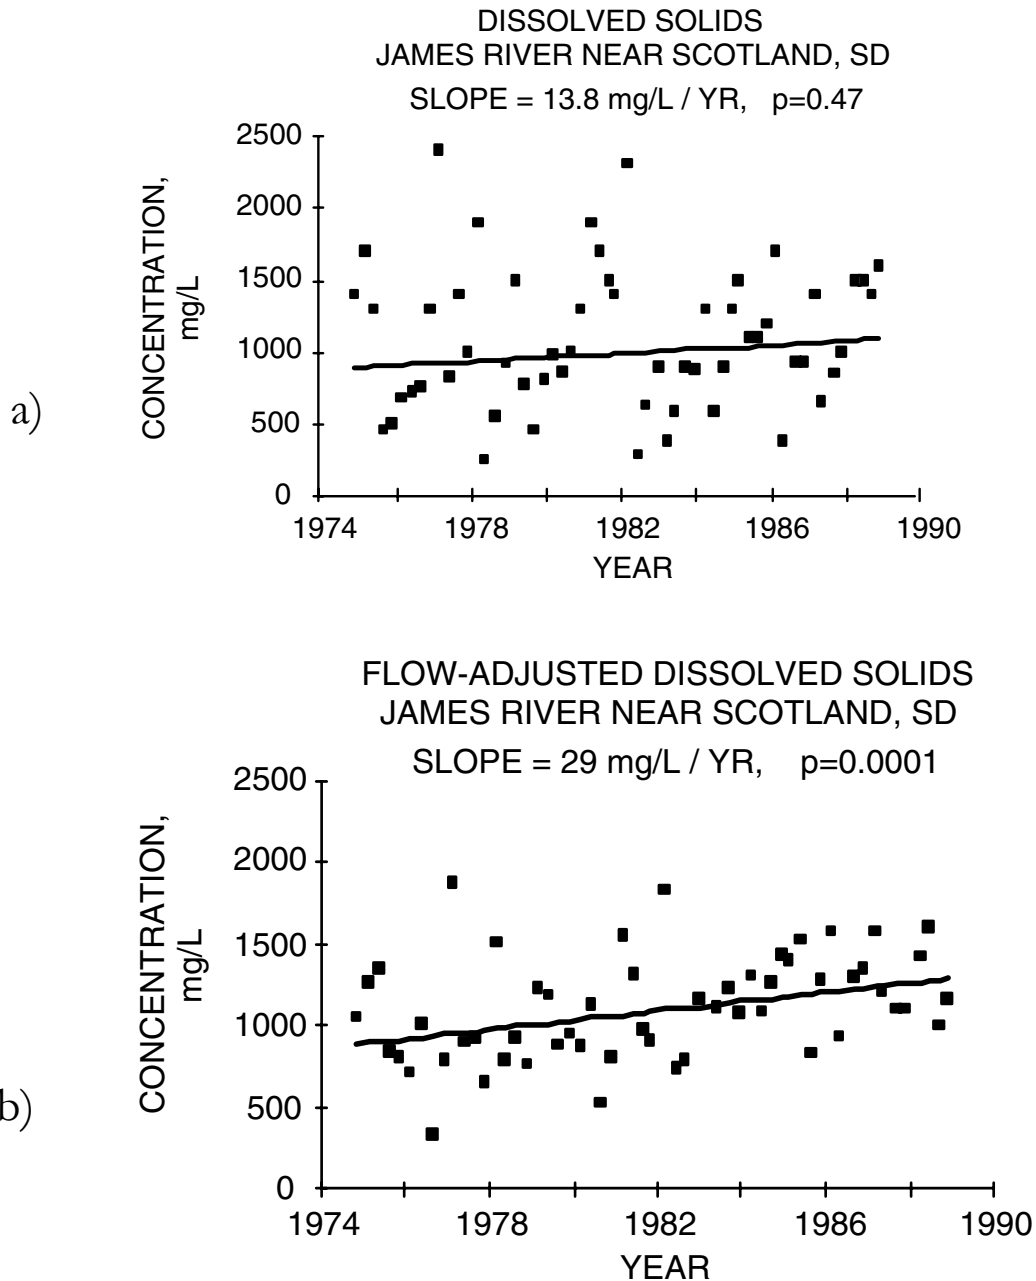 DISSOLVED SOLIDS
JAMES RIVER NEAR SCOTLAND, SD
SLOPE = 13.8 mg/L / YR, p=0.47
2500
2000
1500
1000
500
0
CONCENTRATION,
mg/L
a)
1974 1978 1982 1986 1990
YEAR
FLOW-ADJUSTED DISSOLVED SOLIDS
JAMES RIVER NEAR SCOTLAND, SD
SLOPE = 29 mg/L / YR, p=0.0001
2500
2000
1500
1000
500
0
CONCENTRATION,
mg/L
b)
1974 1978 1982 1986 1990
YEAR